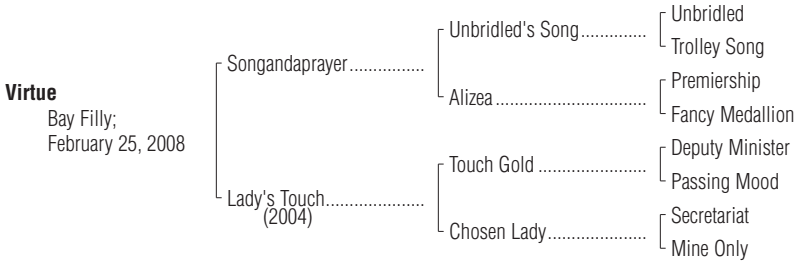 Unbridled
Unbridled's Song..............
Trolley Song
Songandaprayer................
Premiership
Alizea................................
Fancy Medallion
Virtue
Bay Filly;
February 25, 2008
Deputy Minister
Touch Gold.......................
Passing Mood
Lady's Touch.....................
(2004)
Secretariat
Chosen Lady.....................
Mine Only